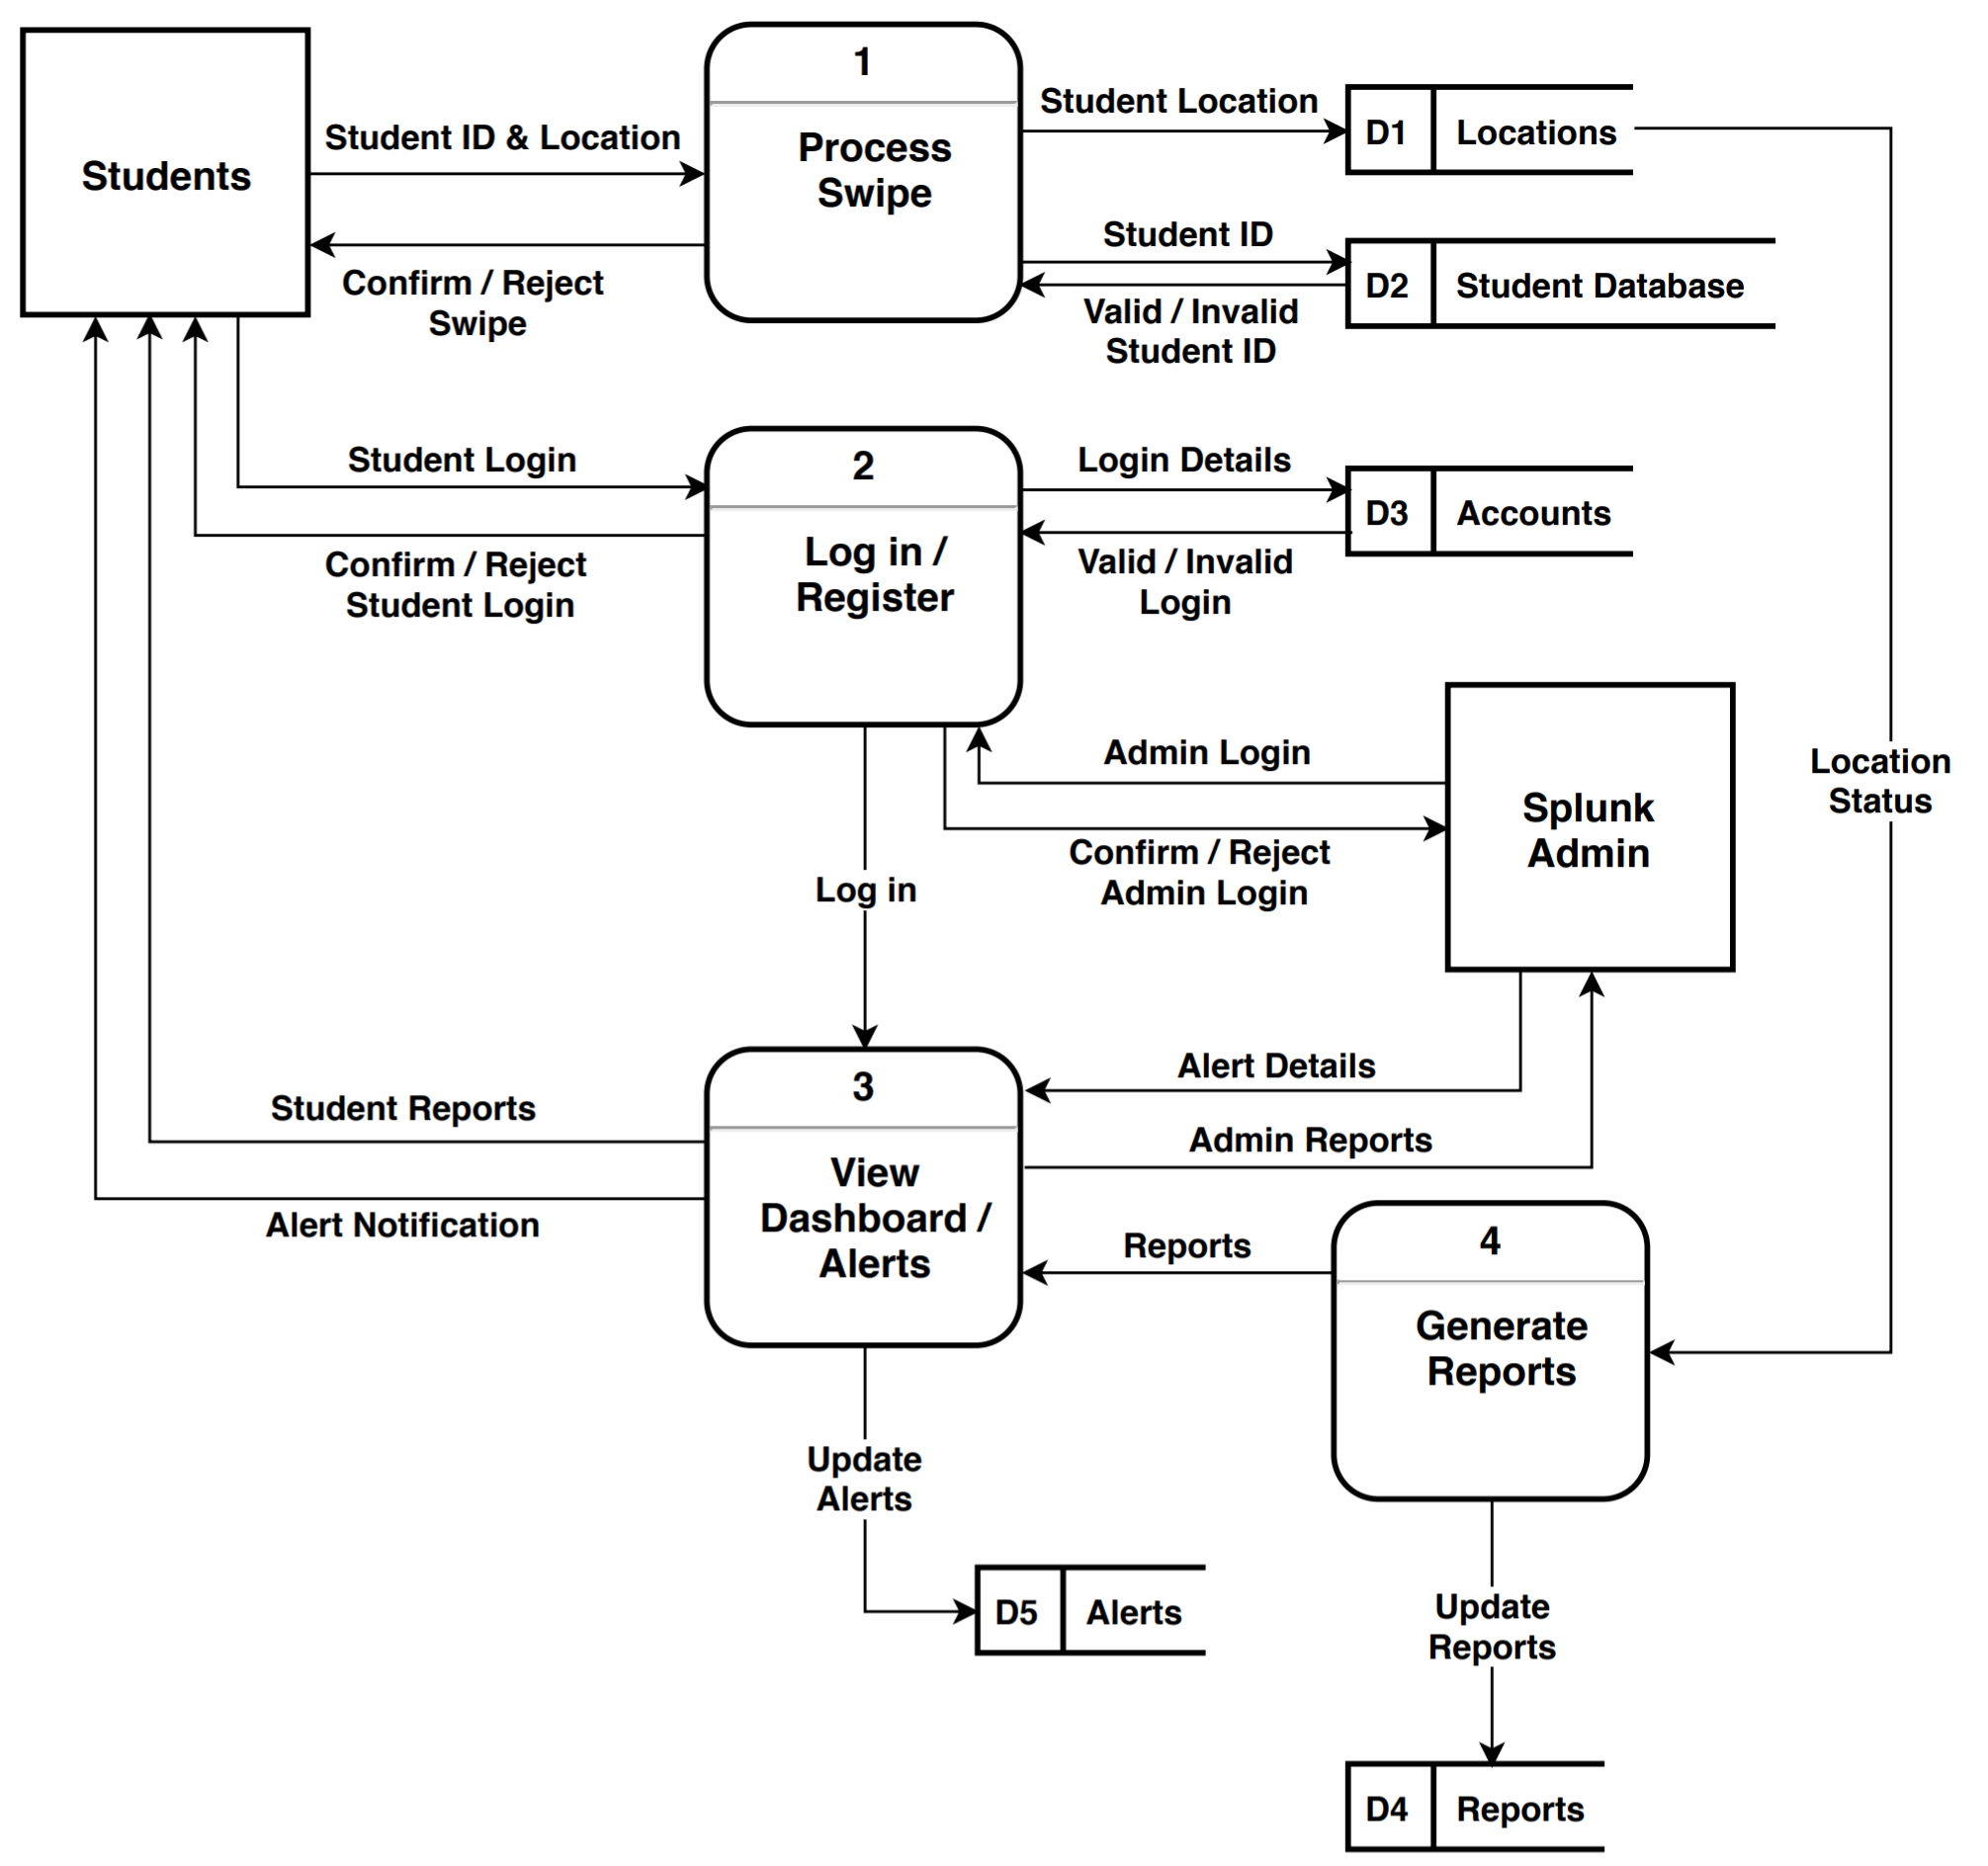 Students
Student ID & Location
Confirm / Reject
Swipe
1
Process
Swipe
Student Location
D1
Locations
Student ID
Valid / Invalid
Student ID
D2
Student Database
Student Login
Confirm / Reject
Student Login
2
Log in /
Register
Login Details
Valid / Invalid
Login
D3
Accounts
Admin Login
Confirm / Reject
Admin Login
Splunk
Admin
Location
Status
Log in
Alert Details
Admin Reports
Student Reports
Alert Notification
3
View
Dashboard /
Alerts
Reports
4
Generate
Reports
Update
Alerts
D5
Alerts
Update
Reports
D4
Reports